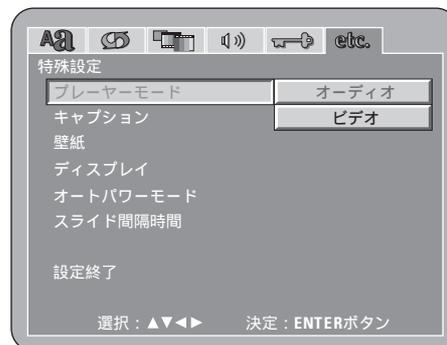 Aa etc.
特殊設定
プレーヤーモード オーディオ
キャプション ビデオ
壁紙
ディスプレイ
オートパワーモード
スライド間隔時間
設定終了
選択：▲▼◀▶ 決定：ENTERボタン